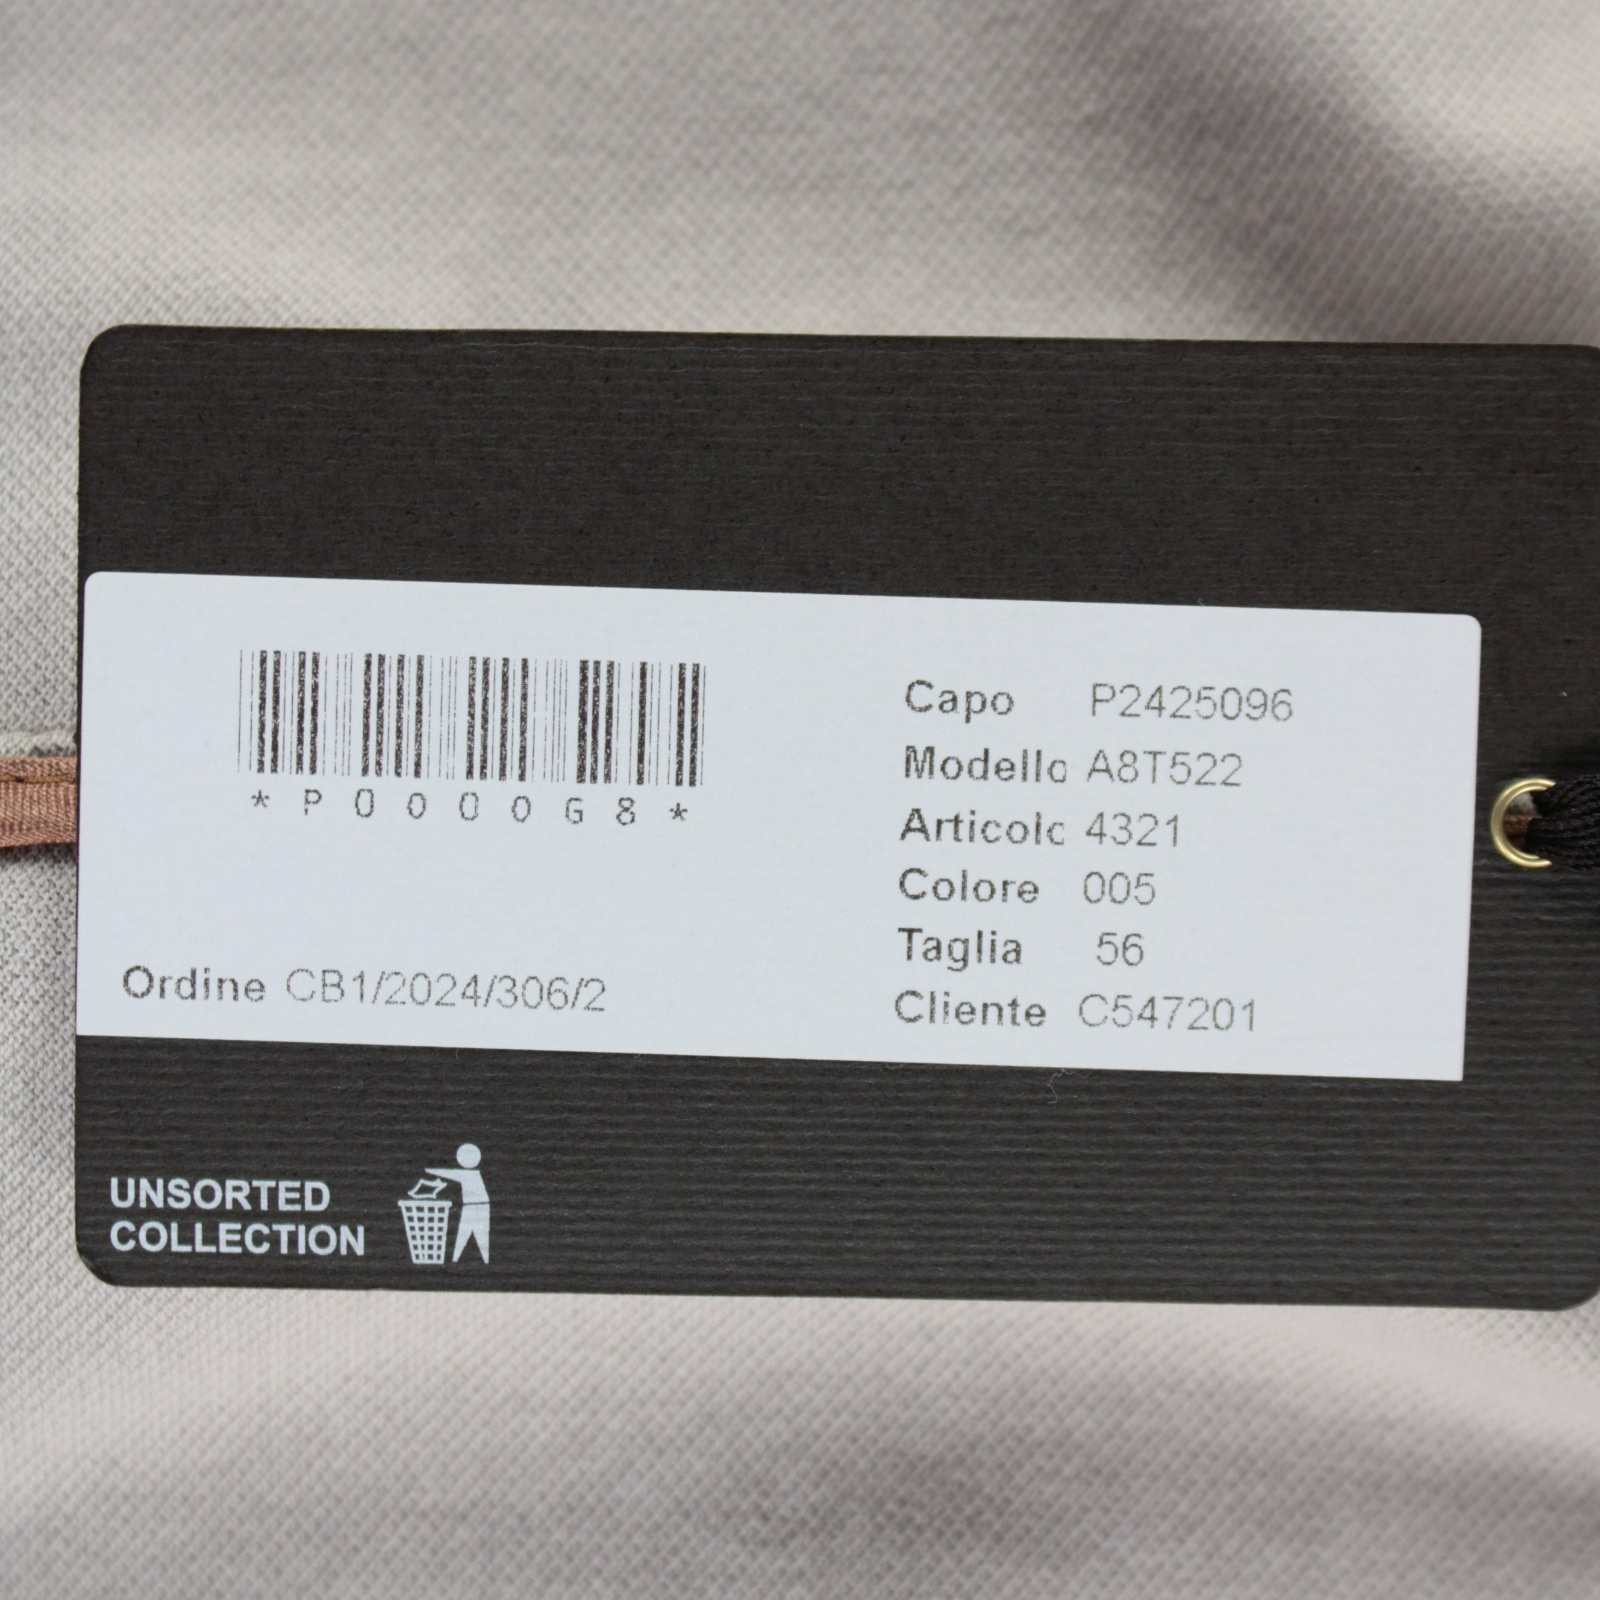 *P0000G8*
Capo P2425096
Modello A8T522
Articolo 4321
Colore 005
Taglia 56
Cliente C547201
Ordine CB1/2024/306/2
UNSORTED
COLLECTION